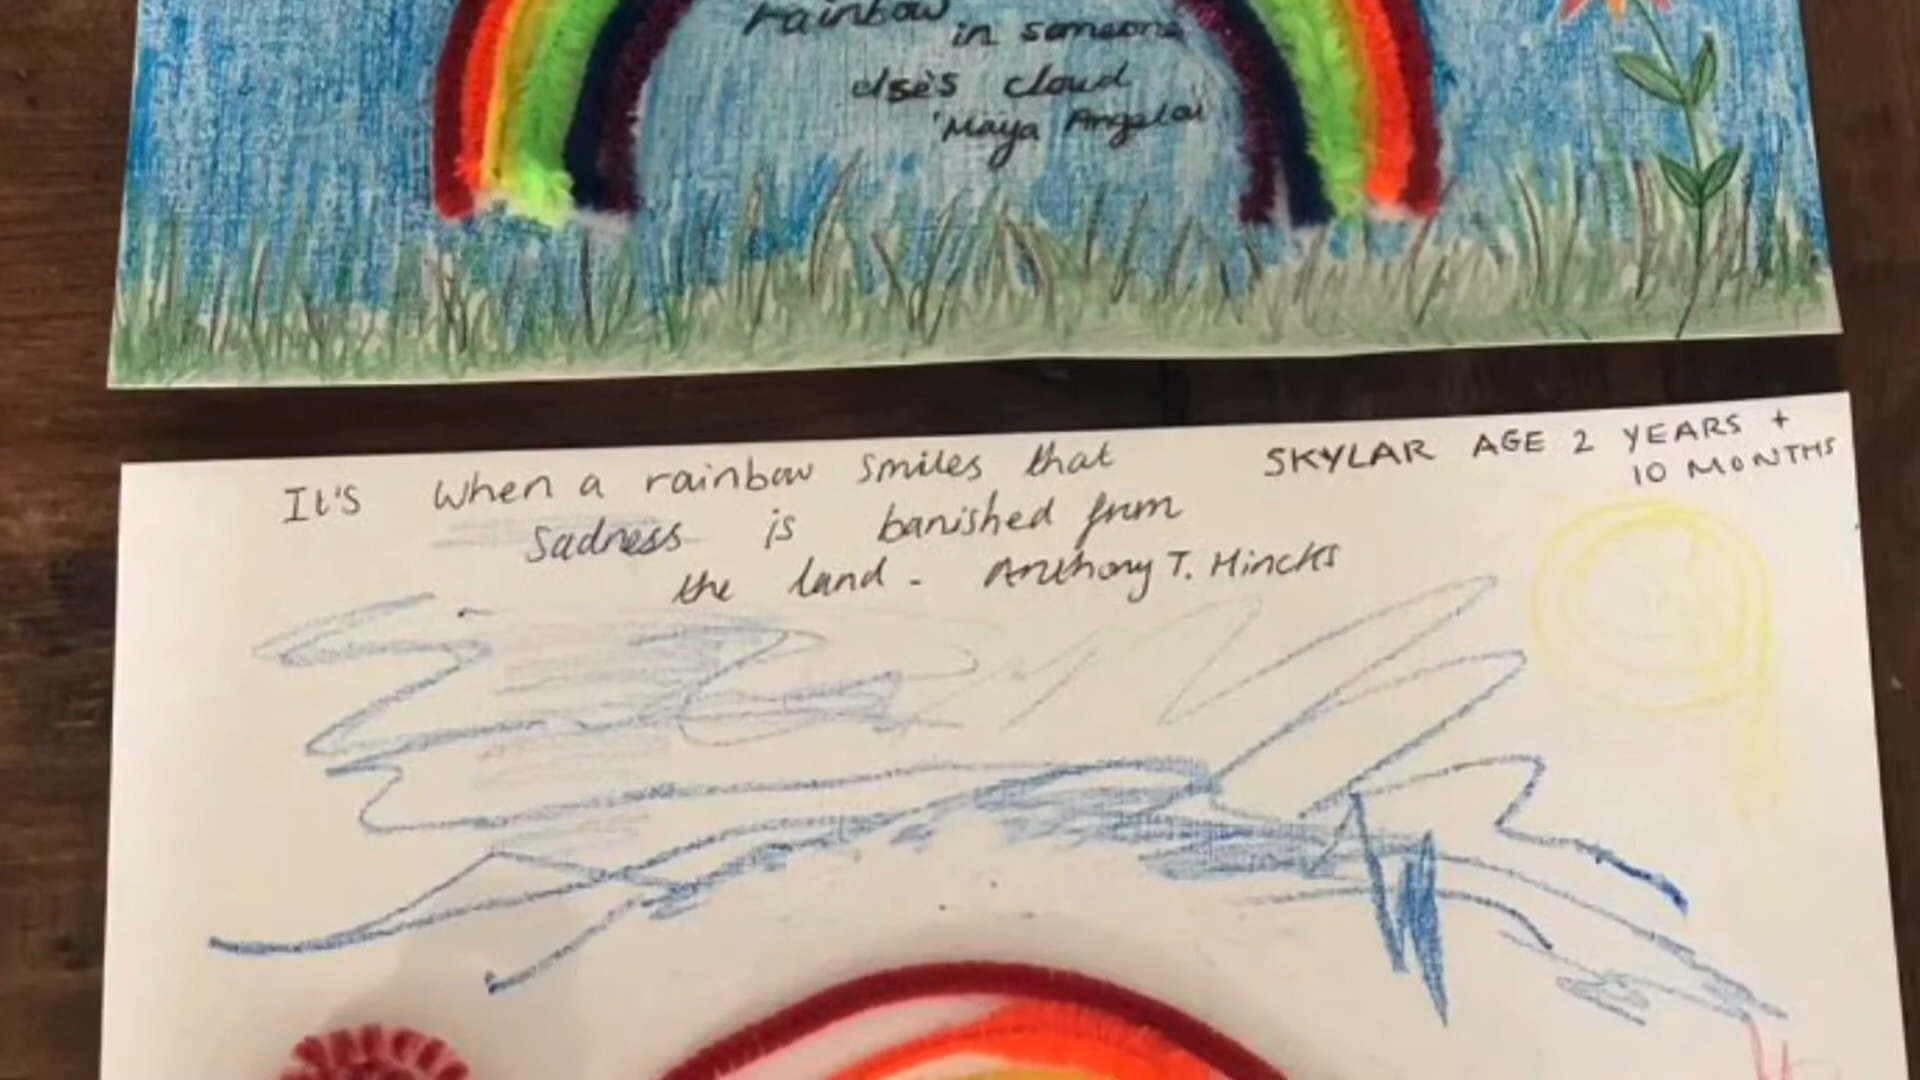 rainbow
in someone
else's cloud
'Maya Angelou
It's when a rainbow smiles that
sadness is banished from
the land - Anthony T. Hincks
SKYLAR AGE 2 YEARS +
10 MONTHS